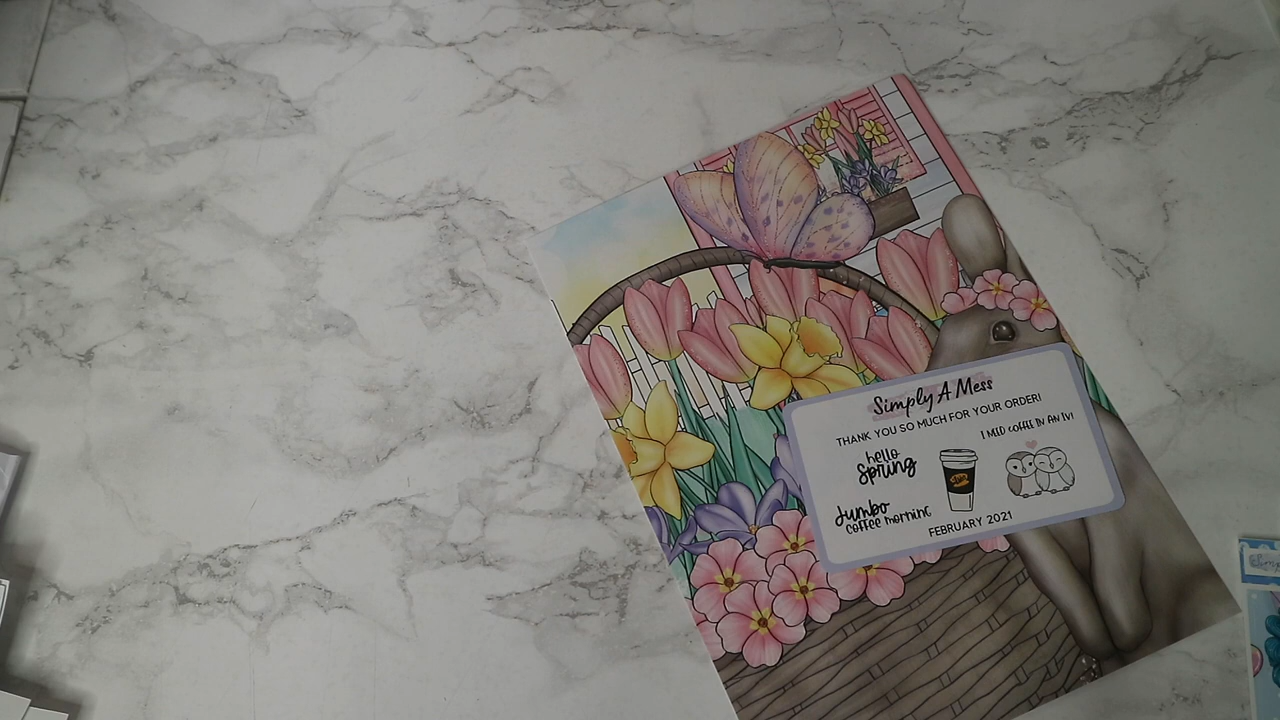 Simply A Mess
THANK YOU SO MUCH FOR YOUR ORDER!
I NEED COFFEE IN AN IV!
hello
Spring
Jumbo
coffee morning
FEBRUARY 2021